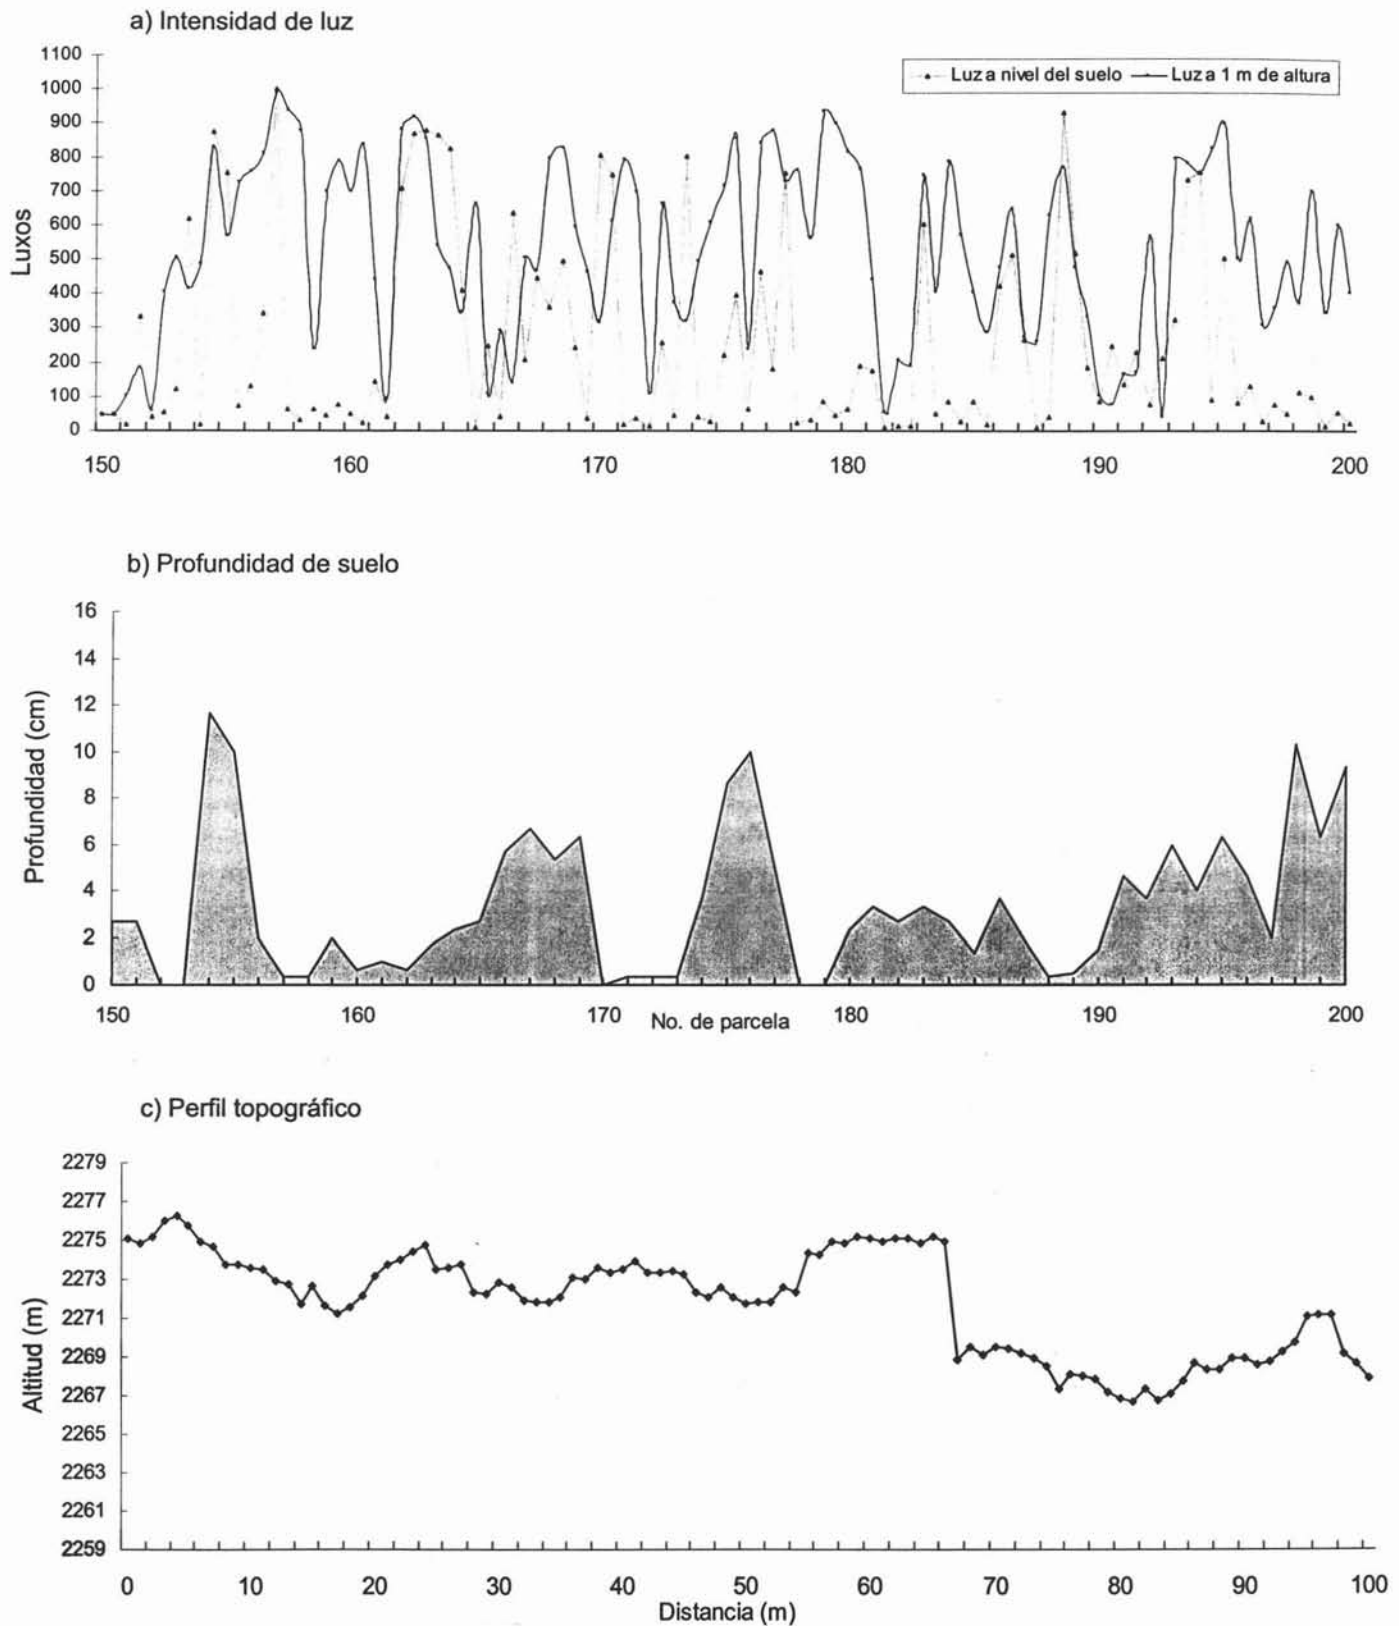 a) Intensidad de luz
1100
1000
900
800
700
600
500
400
300
200
100
0
Luxos
Luz a nivel del suelo Luz a 1 m de altura
150 160 170 180 190 200
b) Profundidad de suelo
16
14
12
10
8
6
4
2
0
Profundidad (cm)
150 160 170 180 190 200
No. de parcela
c) Perfil topográfico
2279
2277
2275
2273
2271
2269
2267
2265
2263
2261
2259
Altitud (m)
0 10 20 30 40 50 60 70 80 90 100
Distancia (m)